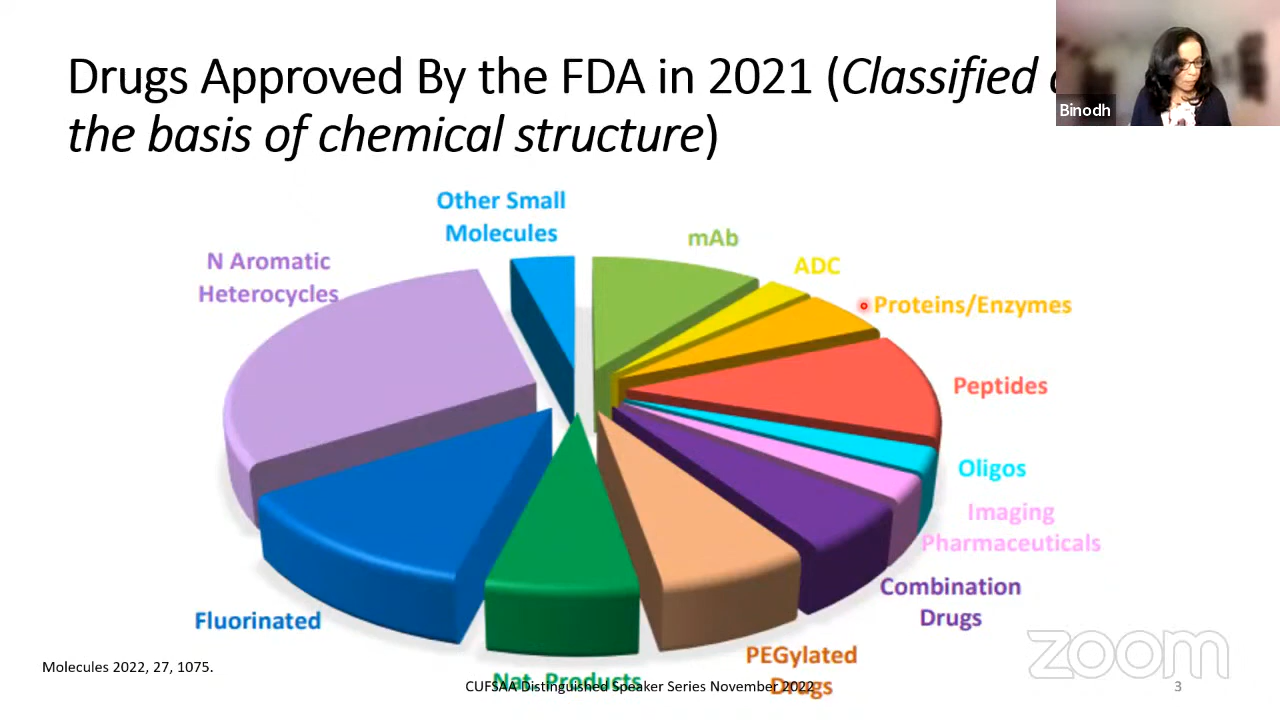 Drugs Approved By the FDA in 2021 (Classified
the basis of chemical structure)
Binodh
Other Small
Molecules
mAb
N Aromatic
Heterocycles
ADC
Proteins/Enzymes
Peptides
Oligos
Imaging
Pharmaceuticals
Combination
Drugs
Fluorinated
PEGylated
Drugs
Nat. Products
Molecules 2022, 27, 1075.
CUFSAA Distinguished Speaker Series November 2022
zoom
3